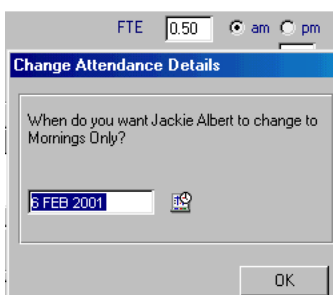 FTE 0.50 am pm
Change Attendance Details
When do you want Jackie Albert to change to
Mornings Only?
6 FEB 2001
OK